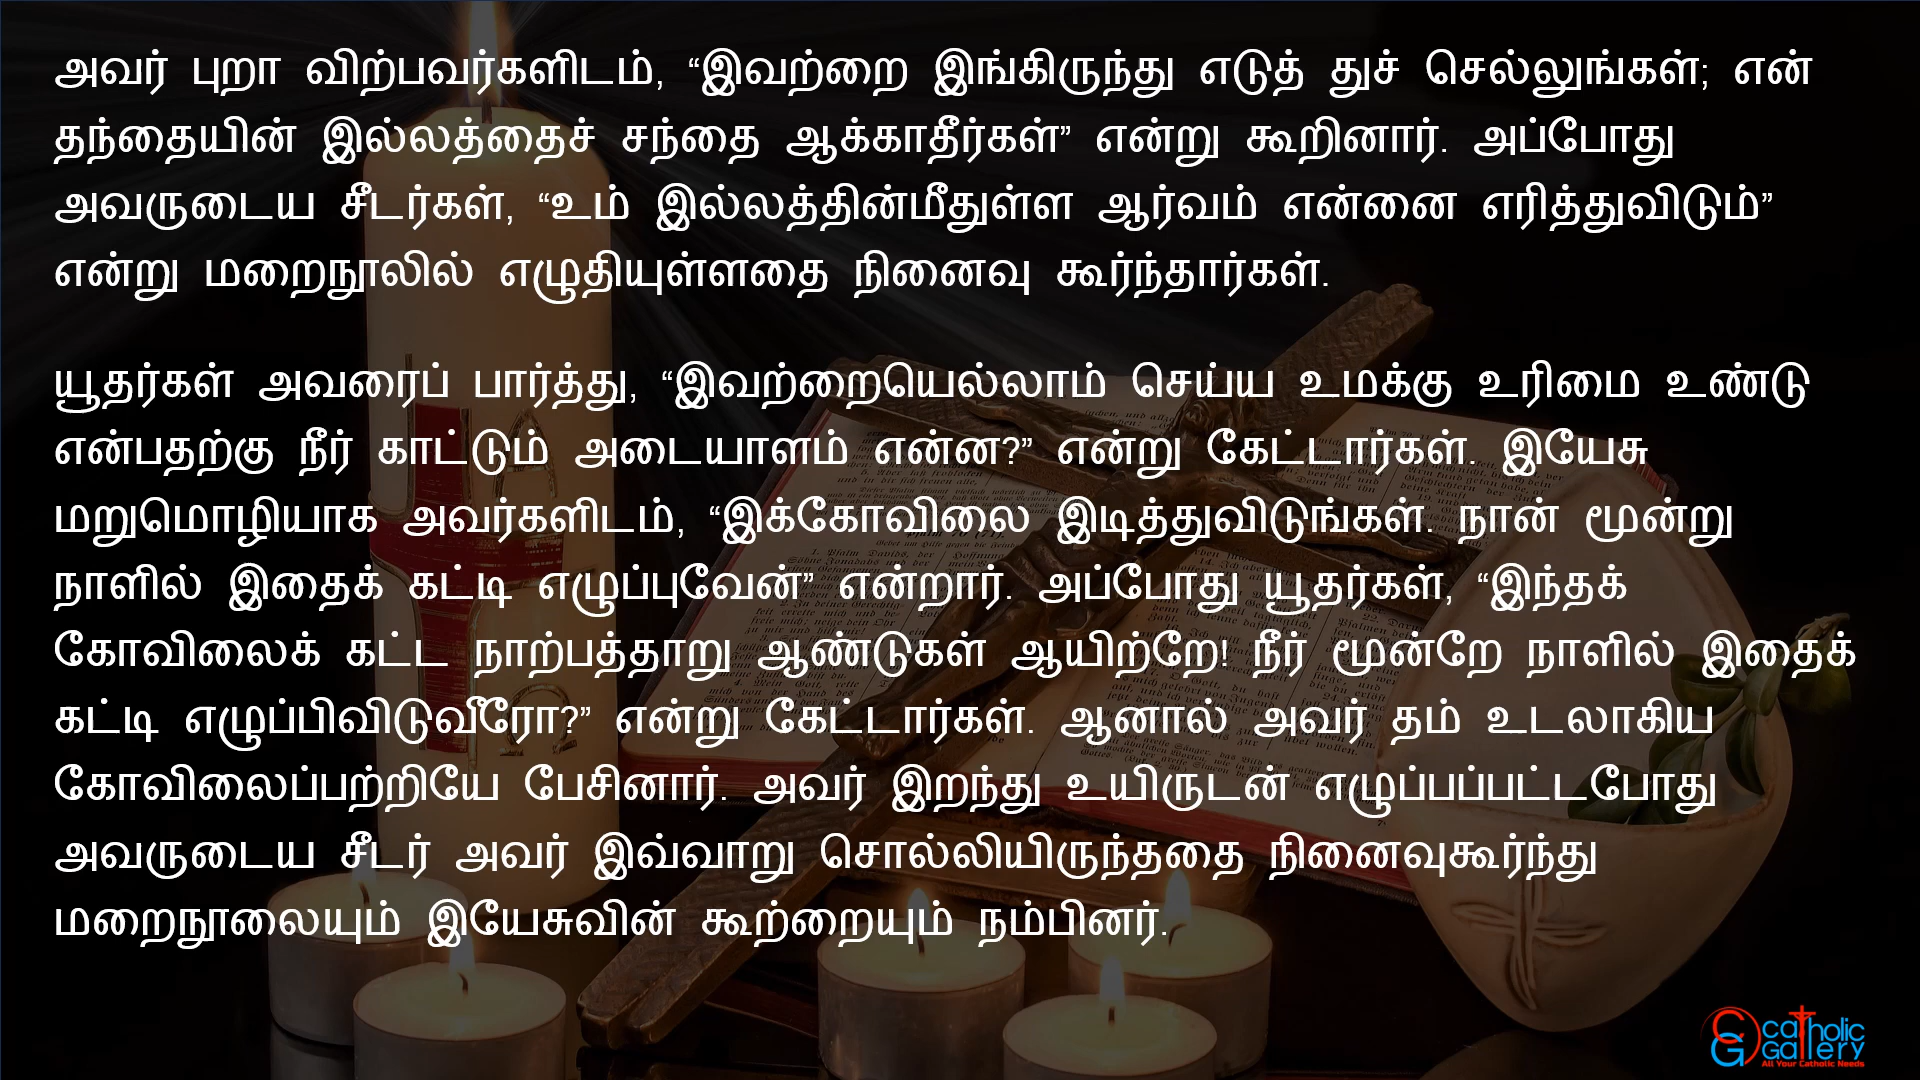 அவர் புறா விற்பவர்களிடம், “இவற்றை இங்கிருந்து எடுத் துச் செல்லுங்கள்; என்
தந்தையின் இல்லத்தைச் சந்தை ஆக்காதீர்கள்” என்று கூறினார். அப்போது
அவருடைய சீடர்கள், “உம் இல்லத்தின்மீதுள்ள ஆர்வம் என்னை எரித்துவிடும்”
என்று மறைநூலில் எழுதியுள்ளதை நினைவு கூர்ந்தார்கள்.
யூதர்கள் அவரைப் பார்த்து, “இவற்றையெல்லாம் செய்ய உமக்கு உரிமை உண்டு
என்பதற்கு நீர் காட்டும் அடையாளம் என்ன?” என்று கேட்டார்கள். இயேசு
மறுமொழியாக அவர்களிடம், “இக்கோவிலை இடித்துவிடுங்கள். நான் மூன்று
நாளில் இதைக் கட்டி எழுப்புவேன்” என்றார். அப்போது யூதர்கள், “இந்தக்
கோவிலைக் கட்ட நாற்பத்தாறு ஆண்டுகள் ஆயிற்றே! நீர் மூன்றே நாளில் இதைக்
கட்டி எழுப்பிவிடுவீரோ?” என்று கேட்டார்கள். ஆனால் அவர் தம் உடலாகிய
கோவிலைப்பற்றியே பேசினார். அவர் இறந்து உயிருடன் எழுப்பப்பட்டபோது
அவருடைய சீடர் அவர் இவ்வாறு சொல்லியிருந்ததை நினைவுகூர்ந்து
மறைநூலையும் இயேசுவின் கூற்றையும் நம்பினர்.
catholic
Gallery
All Your Catholic Needs